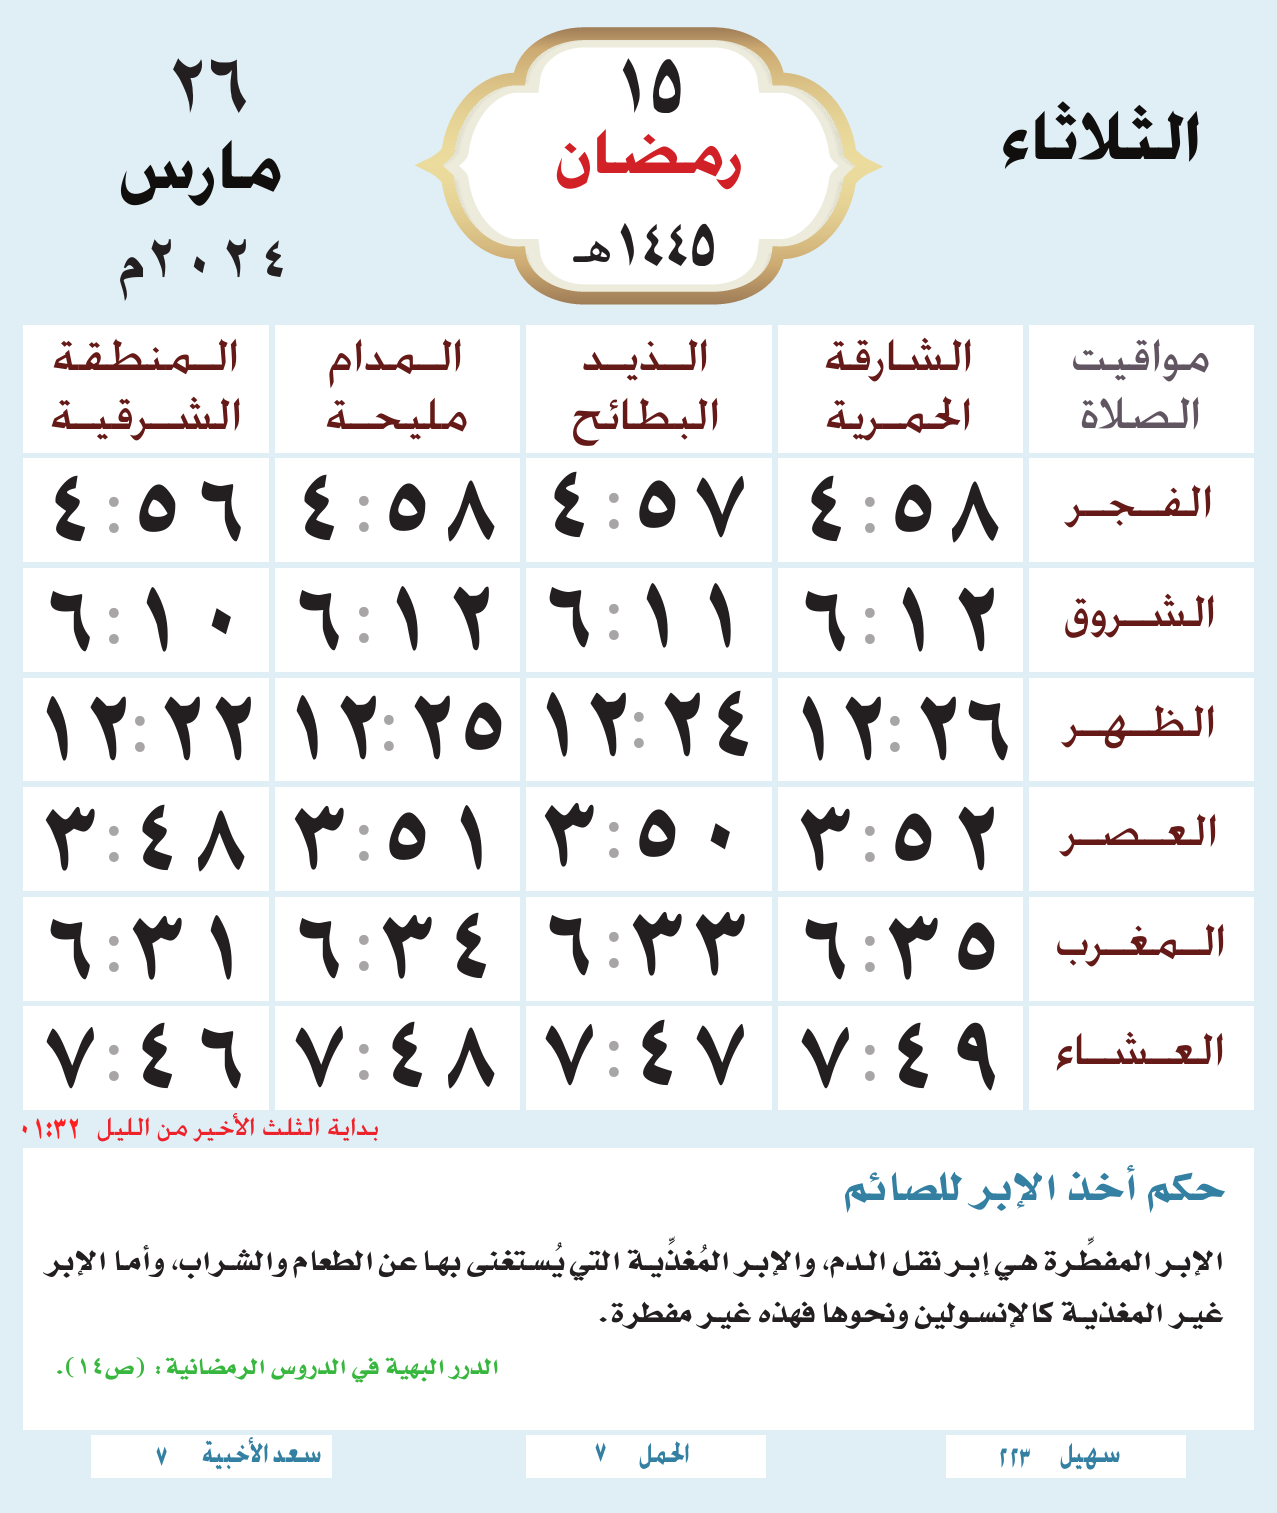 الثلاثاء
١٥
رمضان
١٤٤٥هـ
٢٦
مارس
٢٠٢٤م
مواقيت الصلاة
الشارقة الحمرية
الذيد البطائح
المدام مليحة
المنطقة الشرقية
الفجر ٤:٥٨ ٤:٥٧ ٤:٥٨ ٤:٥٦
الشروق ٦:١٢ ٦:١١ ٦:١٢ ٦:١٠
الظهر ١٢:٢٦ ١٢:٢٤ ١٢:٢٥ ١٢:٢٢
العصر ٣:٥٢ ٣:٥٠ ٣:٥١ ٣:٤٨
المغرب ٦:٣٥ ٦:٣٣ ٦:٣٤ ٦:٣١
العشاء ٧:٤٩ ٧:٤٧ ٧:٤٨ ٧:٤٦
بداية الثلث الأخير من الليل ٠١:٣٢
حكم أخذ الإبر للصائم
الإبر المفطِّرة هي إبر نقل الدم، والإبر المُغذِّية التي يُستغنى بها عن الطعام والشراب، وأما الإبر
غير المغذية كالإنسولين ونحوها فهذه غير مفطرة.
الدرر البهية في الدروس الرمضانية: (ص١٤).
سهيل ٢٢٣
الحمل ٧
سعد الأخبية ٧